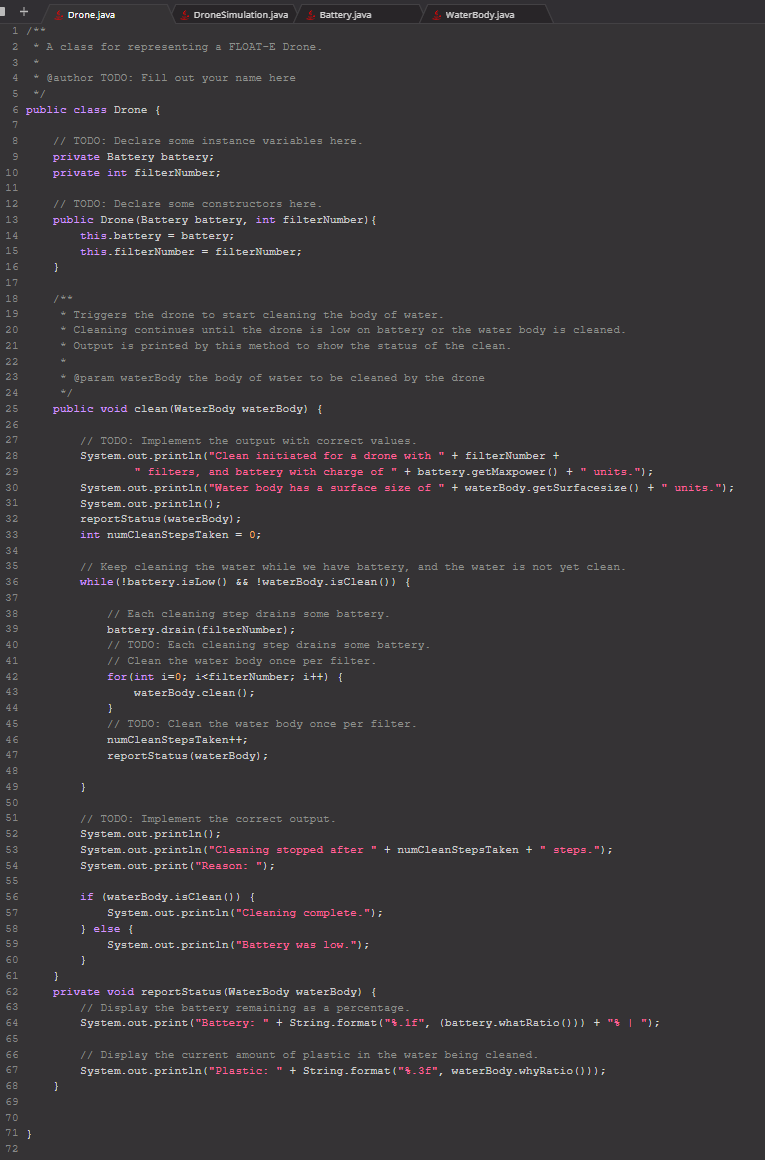 Drone.java DroneSimulation.java Battery.java WaterBody.java
1 /**
2 * A class for representing a FLOAT-E Drone.
3 *
4 * @author TODO: Fill out your name here
5 */
6 public class Drone {
7
8 // TODO: Declare some instance variables here.
9 private Battery battery;
10 private int filterNumber;
11
12 // TODO: Declare some constructors here.
13 public Drone(Battery battery, int filterNumber){
14 this.battery = battery;
15 this.filterNumber = filterNumber;
16 }
17
18 /**
19 * Triggers the drone to start cleaning the body of water.
20 * Cleaning continues until the drone is low on battery or the water body is cleaned.
21 * Output is printed by this method to show the status of the clean.
22 *
23 * @param waterBody the body of water to be cleaned by the drone
24 */
25 public void clean(WaterBody waterBody) {
26
27 // TODO: Implement the output with correct values.
28 System.out.println("Clean initiated for a drone with " + filterNumber +
29 " filters, and battery with charge of " + battery.getMaxpower() + " units.");
30 System.out.println("Water body has a surface size of " + waterBody.getSurfacesize() + " units.");
31 System.out.println();
32 reportStatus(waterBody);
33 int numCleanStepsTaken = 0;
34
35 // Keep cleaning the water while we have battery, and the water is not yet clean.
36 while(!battery.isLow() && !waterBody.isClean()) {
37
38 // Each cleaning step drains some battery.
39 battery.drain(filterNumber);
40 // TODO: Each cleaning step drains some battery.
41 // Clean the water body once per filter.
42 for(int i=0; i<filterNumber; i++) {
43 waterBody.clean();
44 }
45 // TODO: Clean the water body once per filter.
46 numCleanStepsTaken++;
47 reportStatus(waterBody);
48
49 }
50
51 // TODO: Implement the correct output.
52 System.out.println();
53 System.out.println("Cleaning stopped after " + numCleanStepsTaken + " steps.");
54 System.out.print("Reason: ");
55
56 if (waterBody.isClean()) {
57 System.out.println("Cleaning complete.");
58 } else {
59 System.out.println("Battery was low.");
60 }
61 }
62 private void reportStatus(WaterBody waterBody) {
63 // Display the battery remaining as a percentage.
64 System.out.print("Battery: " + String.format("%.1f", (battery.whatRatio())) + "% | ");
65
66 // Display the current amount of plastic in the water being cleaned.
67 System.out.println("Plastic: " + String.format("%.3f", waterBody.whyRatio()));
68 }
69
70
71 }
72